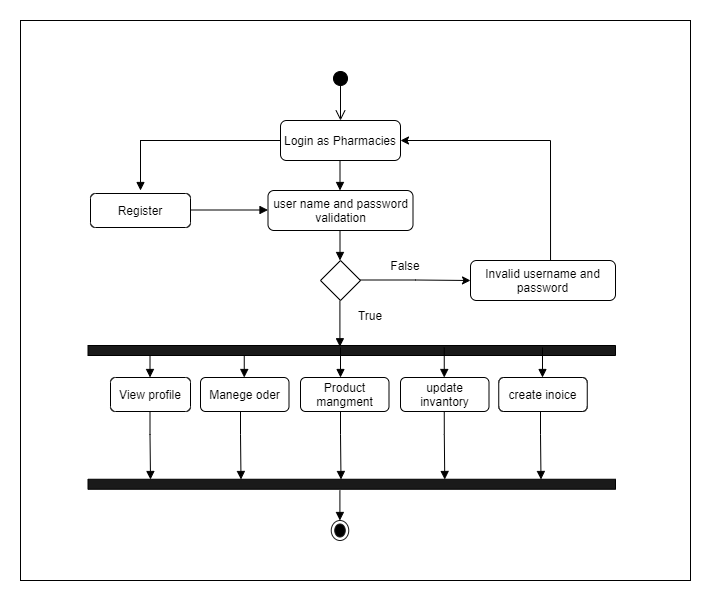 Login as Pharmacies
Register
user name and password
validation
False
Invalid username and
password
True
View profile
Manege oder
Product
mangment
update
invantory
create inoice